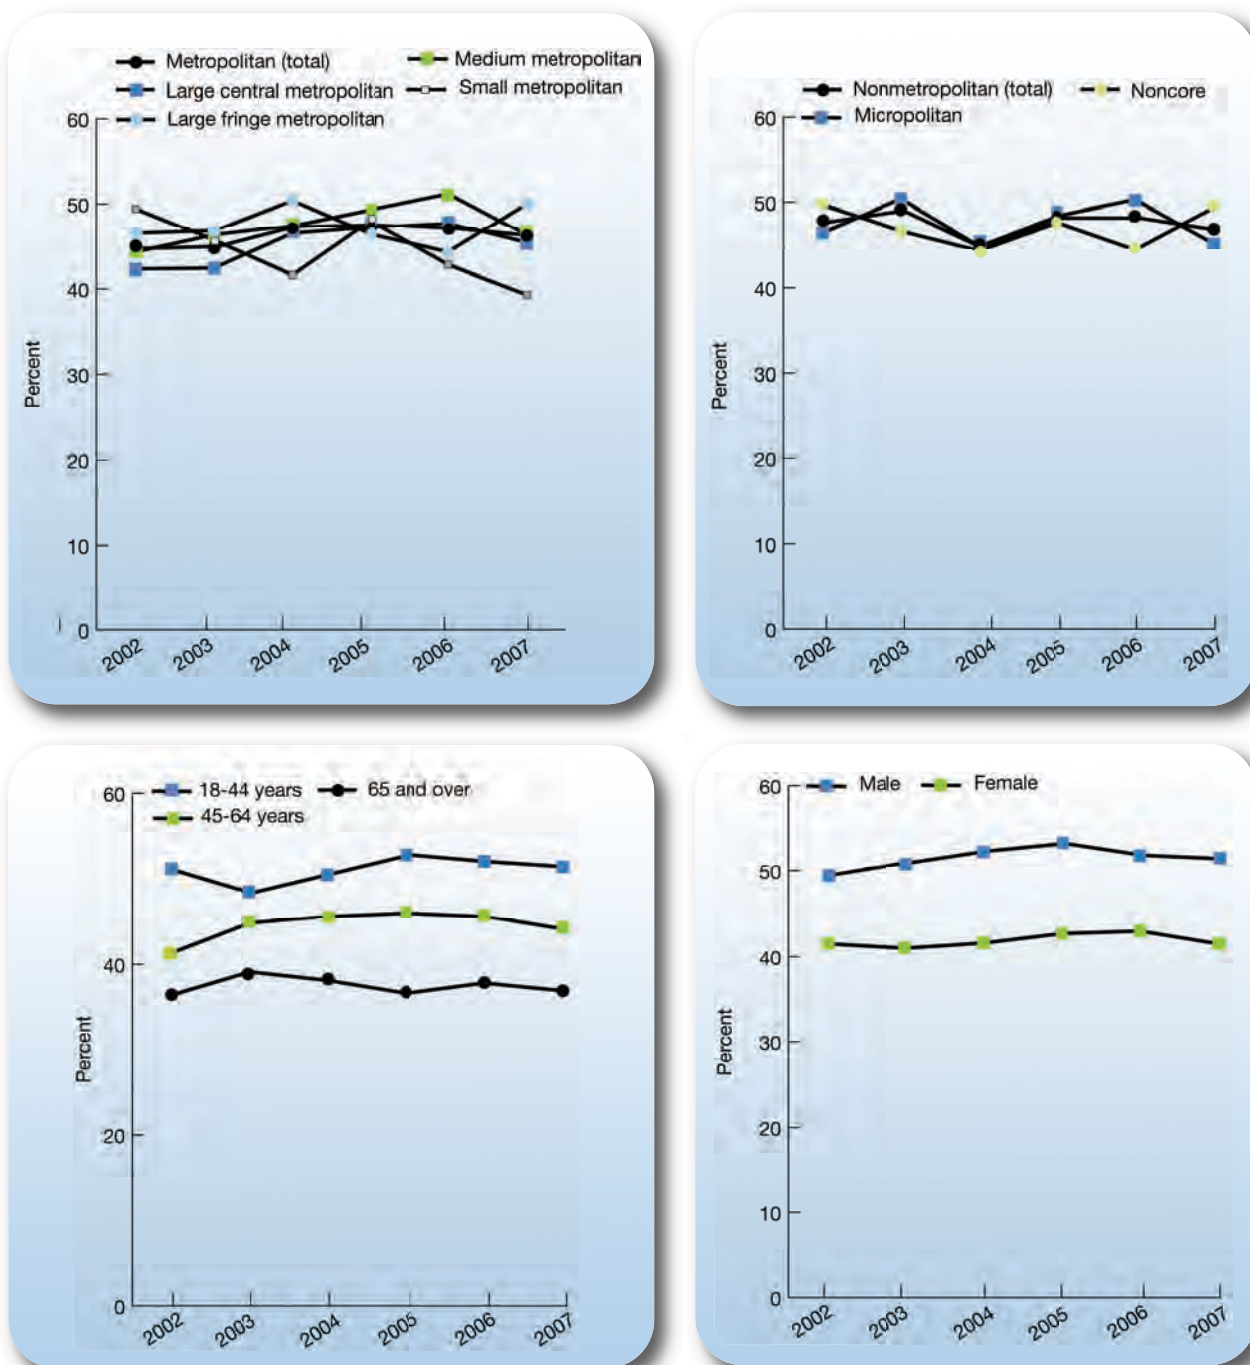 Metropolitan (total)
Medium metropolitan
Large central metropolitan
Small metropolitan
Large fringe metropolitan
60
50
40
30
20
10
0
Percent
2002 2003 2004 2005 2006 2007
Nonmetropolitan (total)
Noncore
Micropolitan
60
50
40
30
20
10
0
Percent
2002 2003 2004 2005 2006 2007
18-44 years
65 and over
45-64 years
60
40
20
0
Percent
2002 2003 2004 2005 2006 2007
Male
Female
60
50
40
30
20
10
0
Percent
2002 2003 2004 2005 2006 2007